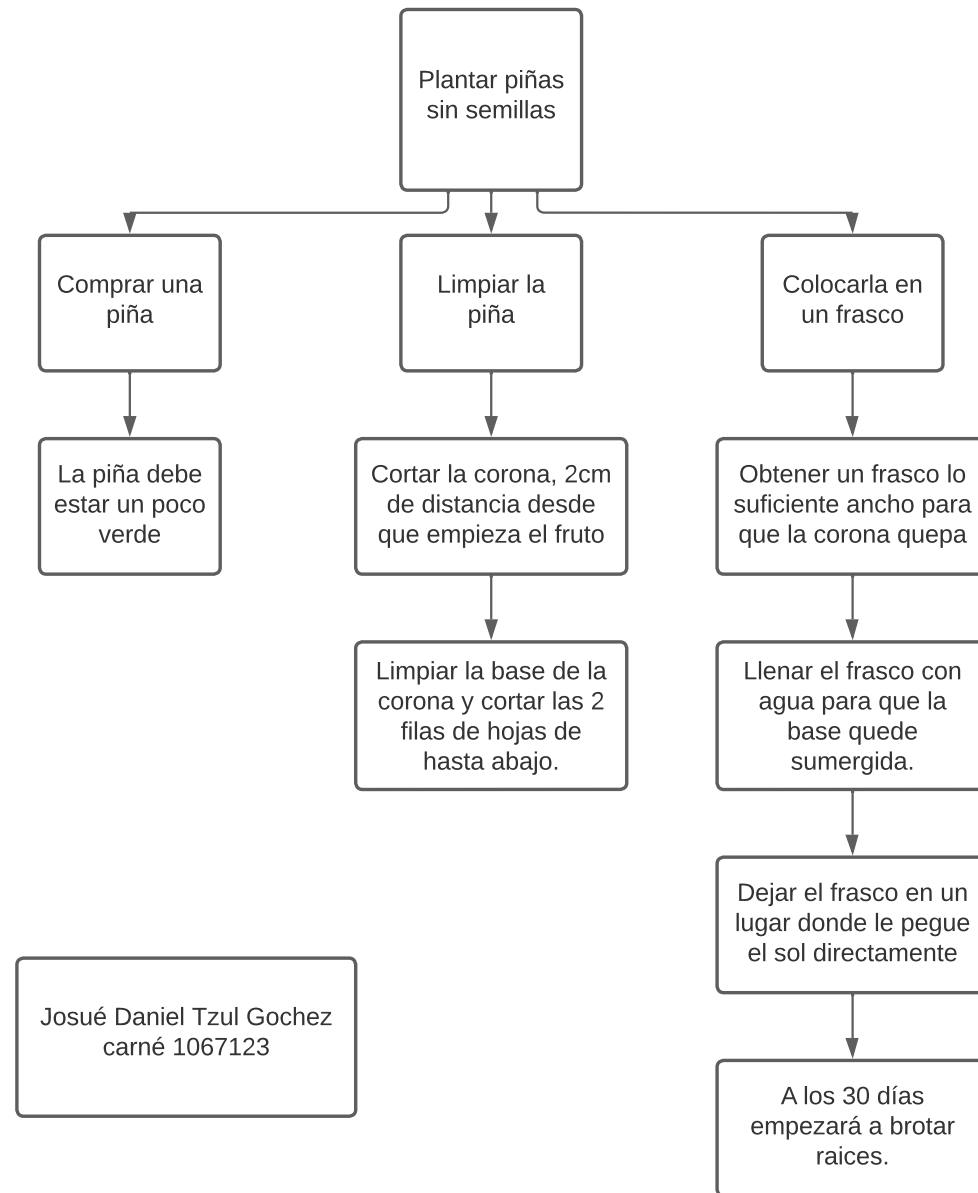 Plantar piñas
sin semillas
Comprar una
piña
Limpiar la
piña
Colocarla en
un frasco
La piña debe
estar un poco
verde
Cortar la corona, 2cm
de distancia desde
que empieza el fruto
Obtener un frasco lo
suficiente ancho para
que la corona quepa
Limpiar la base de la
corona y cortar las 2
filas de hojas de
hasta abajo.
Llenar el frasco con
agua para que la
base quede
sumergida.
Dejar el frasco en un
lugar donde le pegue
el sol directamente
Josué Daniel Tzul Gochez
carné 1067123
A los 30 días
empezará a brotar
raices.